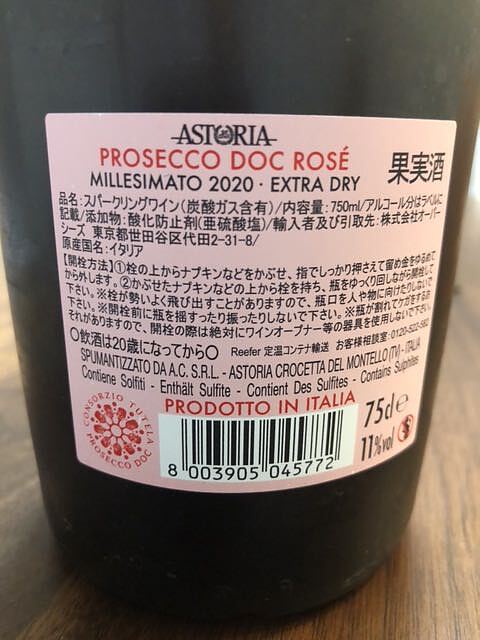 ASTORIA
PROSECCO DOC ROSÉ
MILLESIMATO 2020 · EXTRA DRY
果実酒
品名:スパークリングワイン(炭酸ガス含有)/内容量:750ml/アルコール分はラベルに
記載/添加物:酸化防止剤(亜硫酸塩)/輸入者及び引取先:株式会社オーバー
シーズ 東京都世田谷区代田2-31-8/
原産国名:イタリア
【開栓方法】①栓の上からナプキンなどをかぶせ、指でしっかり押さえて留め金をゆるめて
から外します。②かぶせたナプキンなどの上から栓を持ち、瓶をゆっくり回しながら開栓して
下さい。※栓が勢いよく飛び出すことがありますので、瓶口を人や物に向けたりしないで
下さい。※開栓前に瓶を揺すったり振ったりしないで下さい。※瓶が割れてケガをするおそ
それがありますので、開栓の際は絶対にワインオープナー等の器具を使用しないで下さい。
〇飲酒は20歳になってから〇 Reefer 定温コンテナ輸送 お客様相談室:0120-522-582
SPUMANTIZZATO DA A.C. S.R.L. - ASTORIA CROCETTA DEL MONTELLO (TV) - ITALIA
Contiene Solfiti - Enthält Sulfite - Contient Des Sulfites - Contains Sulphites
PRODOTTO IN ITALIA
CONSORZIO TUTELA
PROSECCO DOC
75cl e
11%vol
8 003905 045772